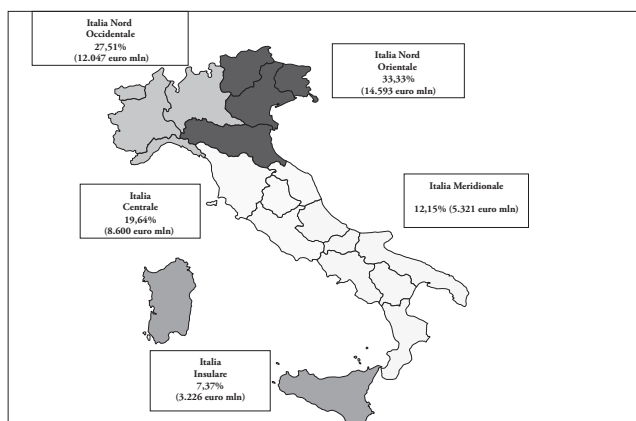 Italia Nord
Occidentale
27,51%
(12.047 euro mln)
Italia Nord
Orientale
33,33%
(14.593 euro mln)
Italia
Centrale
19,64%
(8.600 euro mln)
Italia Meridionale
12,15% (5.321 euro mln)
Italia
Insulare
7,37%
(3.226 euro mln)